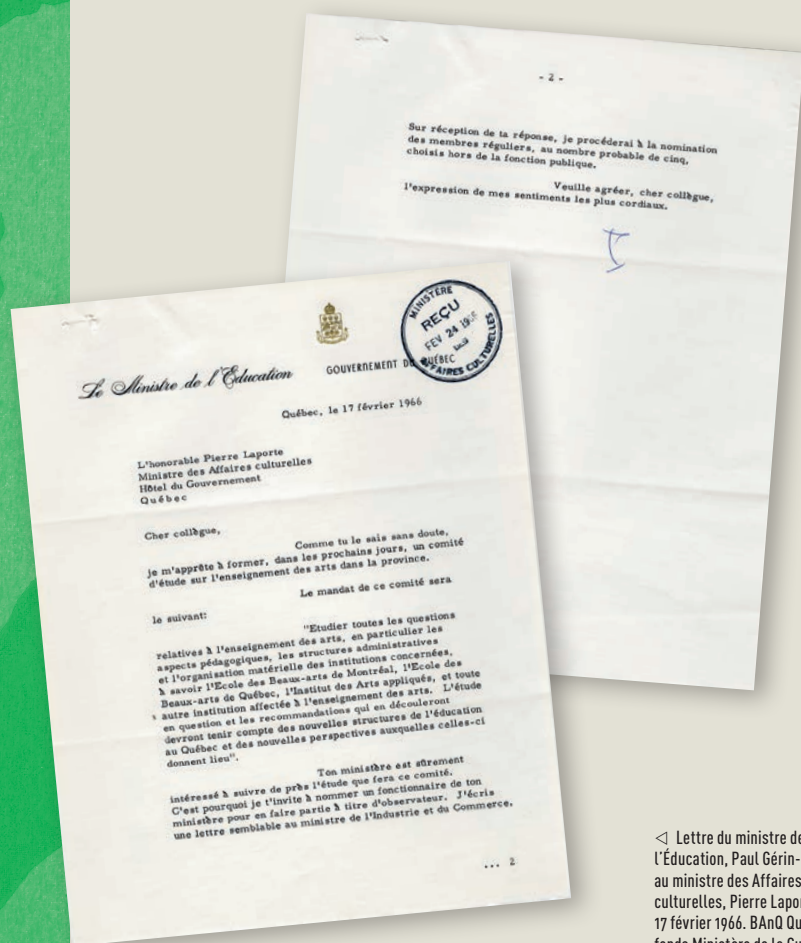 - 2 -
Sur réception de ta réponse, je procéderai à la nomination
des membres réguliers, au nombre probable de cinq,
choisis hors de la fonction publique.
Veuille agréer, cher collègue,
l'expression de mes sentiments les plus cordiaux.
MINISTÈRE
REÇU
FEV 24
AFFAIRES CULTURELLES
Le Ministre de l'Éducation
GOUVERNEMENT DU QUÉBEC
Québec, le 17 février 1966
L'honorable Pierre Laporte
Ministre des Affaires culturelles
Hôtel du Gouvernement
Québec
Cher collègue,
Comme tu le sais sans doute,
je m'apprête à former, dans les prochains jours, un comité
d'étude sur l'enseignement des arts dans la province.
Le mandat de ce comité sera
le suivant:
"Etudier toutes les questions
relatives à l'enseignement des arts, en particulier les
aspects pédagogiques, les structures administratives
et l'organisation matérielle des institutions concernées,
à savoir l'Ecole des Beaux-arts de Montréal, l'Ecole des
Beaux-arts de Québec, l'Institut des Arts appliqués, et toute
autre institution affectée à l'enseignement des arts. L'étude
en question et les recommandations qui en découleront
devront tenir compte des nouvelles structures de l'éducation
au Québec et des nouvelles perspectives auxquelles celles-ci
donnent lieu".
Ton ministère est sûrement
intéressé à suivre de près l'étude que fera ce comité.
C'est pourquoi je t'invite à nommer un fonctionnaire de ton
ministère pour en faire partie à titre d'observateur. J'écris
une lettre semblable au ministre de l'Industrie et du Commerce.
... 2
◁ Lettre du ministre de
l'Éducation, Paul Gérin-
au ministre des Affaires
culturelles, Pierre
17 février 1966. BAnQ